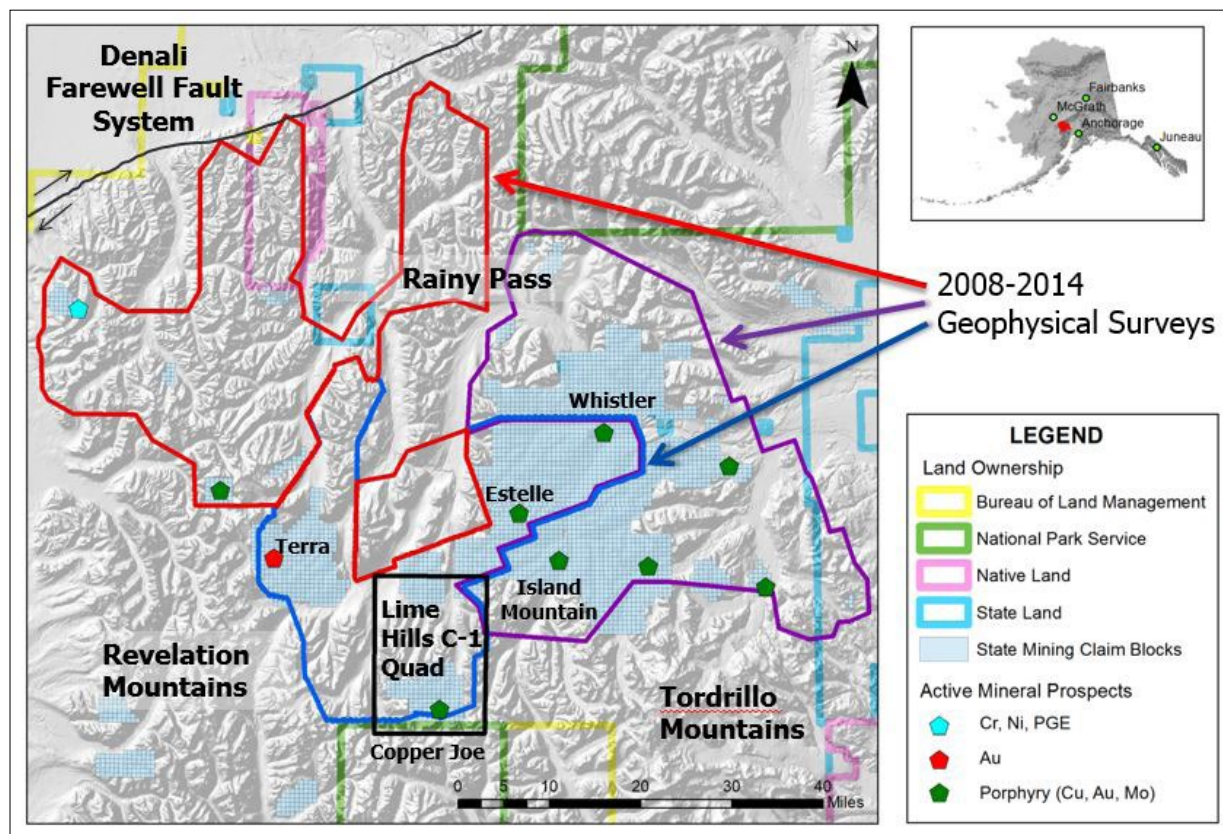 Denali
Farewell Fault
System
N
Rainy Pass
Whistler
Estelle
Terra
Island
Mountain
Lime
Hills C-1
Quad
Revelation
Mountains
Tordrillo
Mountains
Copper Joe
0 5 10 20 30 40
Miles
Fairbanks
McGrath
Anchorage
Juneau
2008-2014
Geophysical Surveys
LEGEND
Land Ownership
Bureau of Land Management
National Park Service
Native Land
State Land
State Mining Claim Blocks
Active Mineral Prospects
Cr, Ni, PGE
Au
Porphyry (Cu, Au, Mo)